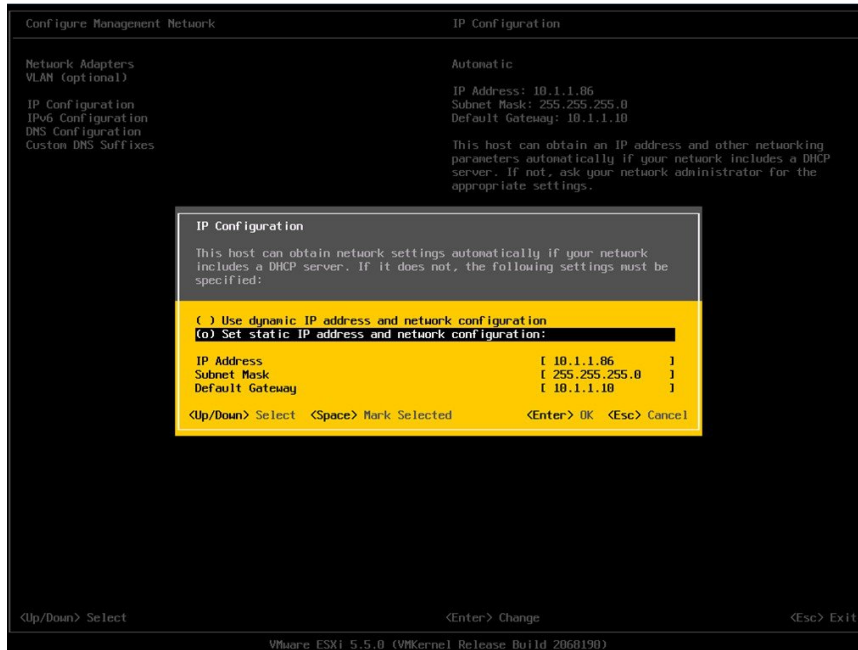 Configure Management Network
IP Configuration
Network Adapters
VLAN (optional)
IP Configuration
IPv6 Configuration
DNS Configuration
Custom DNS Suffixes
Automatic
IP Address: 10.1.1.86
Subnet Mask: 255.255.255.0
Default Gateway: 10.1.1.10
This host can obtain an IP address and other networking
parameters automatically if your network includes a DHCP
server. If not, ask your network administrator for the
appropriate settings.
IP Configuration
This host can obtain network settings automatically if your network
includes a DHCP server. If it does not, the following settings must be
specified:
( ) Use dynamic IP address and network configuration
(o) Set static IP address and network configuration:
IP Address [ 10.1.1.86 ]
Subnet Mask [ 255.255.255.0 ]
Default Gateway [ 10.1.1.10 ]
<Up/Down> Select <Space> Mark Selected <Enter> OK <Esc> Cancel
<Up/Down> Select <Enter> Change <Esc> Exit
VMware ESXi 5.5.0 (VMKernel Release Build 2068190)